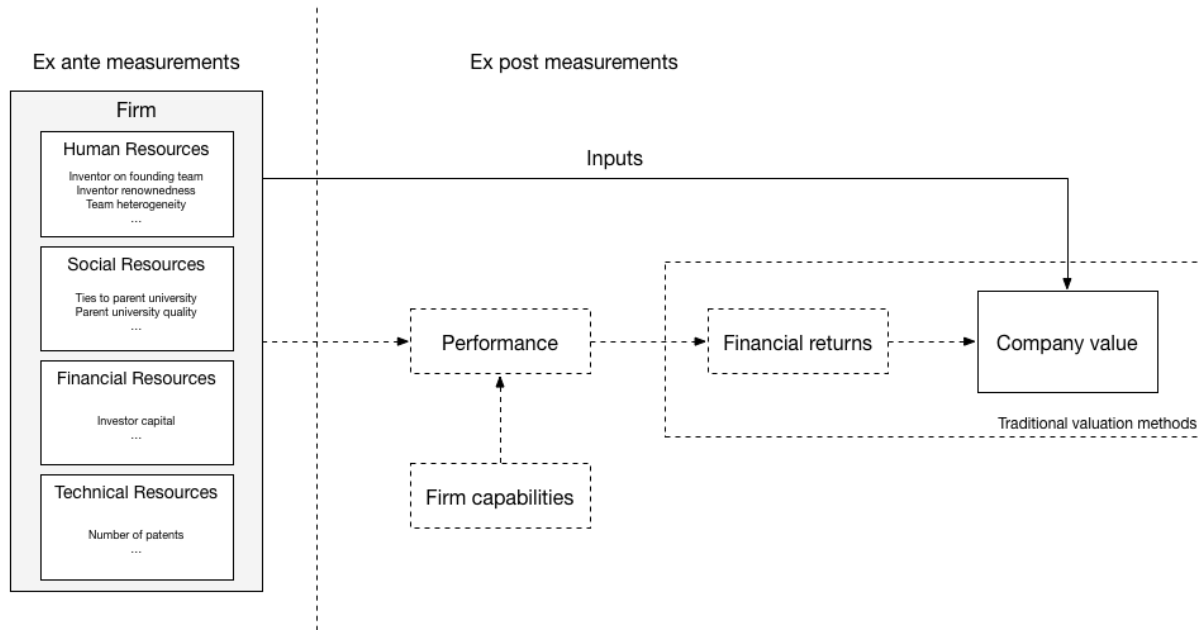 Ex ante measurements
Ex post measurements
Firm
Human Resources
Inventor on founding team
Inventor renownedness
Team heterogeneity
...
Social Resources
Ties to parent university
Parent university quality
...
Financial Resources
Investor capital
...
Technical Resources
Number of patents
...
Inputs
Performance
Financial returns
Company value
Traditional valuation methods
Firm capabilities